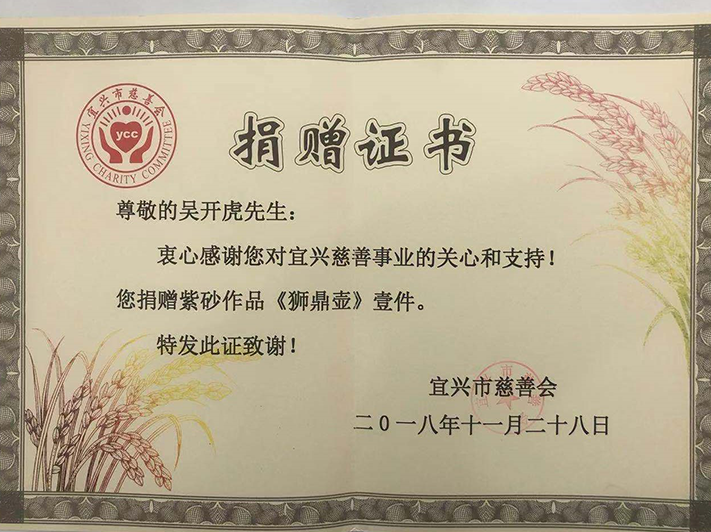 宜兴市慈善会
ycc
YIXING CHARITY COMMITTEE
捐赠证书
尊敬的吴开虎先生：
衷心感谢您对宜兴慈善事业的关心和支持！
您捐赠紫砂作品《狮鼎壶》壹件。
特发此证致谢！
宜兴市慈善会
二0一八年十一月二十八日